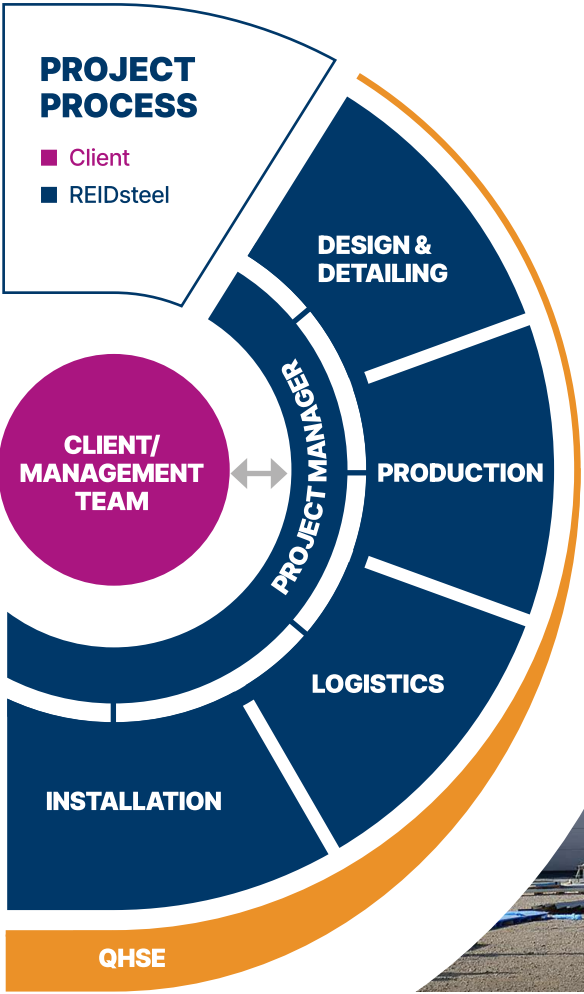 PROJECT
PROCESS
Client
REIDsteel
DESIGN &
DETAILING
PROJECT MANAGER
CLIENT/
MANAGEMENT
TEAM
PRODUCTION
LOGISTICS
INSTALLATION
QHSE